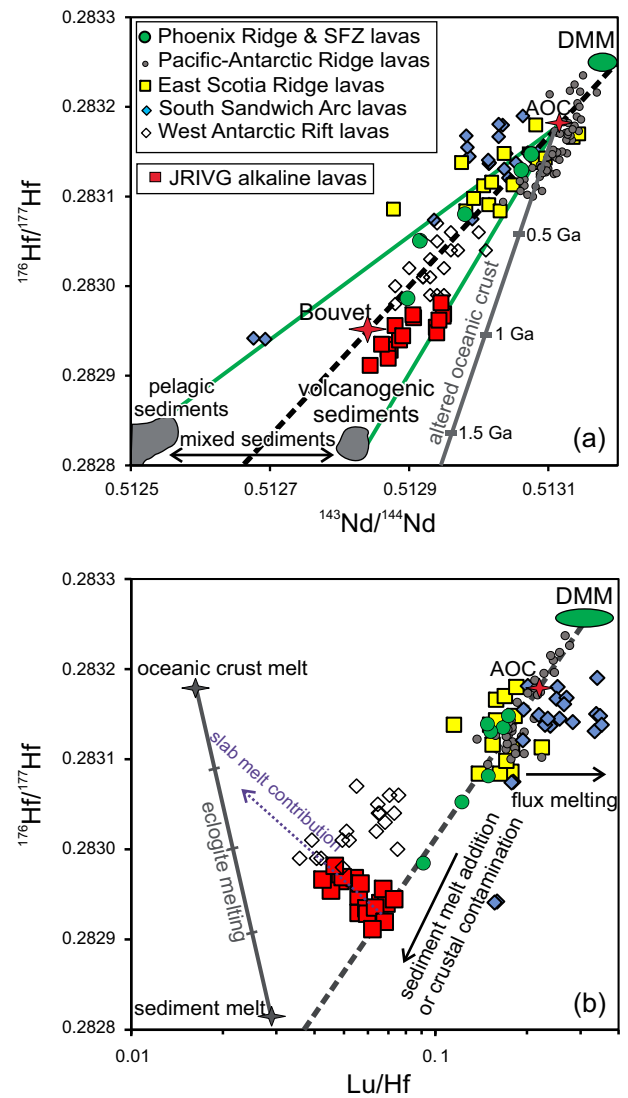 Phoenix Ridge & SFZ lavas
Pacific-Antarctic Ridge lavas
East Scotia Ridge lavas
South Sandwich Arc lavas
West Antarctic Rift lavas
JRIVG alkaline lavas
DMM
AOC
0.2833
0.2832
0.2831
0.2830
0.2829
0.2828
¹⁷⁶Hf/¹⁷⁷Hf
0.5 Ga
1 Ga
1.5 Ga
altered oceanic crust
Bouvet
pelagic
sediments
volcanogenic
sediments
mixed sediments
(a)
0.5125
0.5127
0.5129
0.5131
¹⁴³Nd/¹⁴⁴Nd
0.2833
0.2832
0.2831
0.2830
0.2829
0.2828
¹⁷⁶Hf/¹⁷⁷Hf
DMM
AOC
oceanic crust melt
slab melt contribution
flux melting
eclogite melting
sediment melt addition
or crustal contamination
sediment melt
(b)
0.01
0.1
Lu/Hf